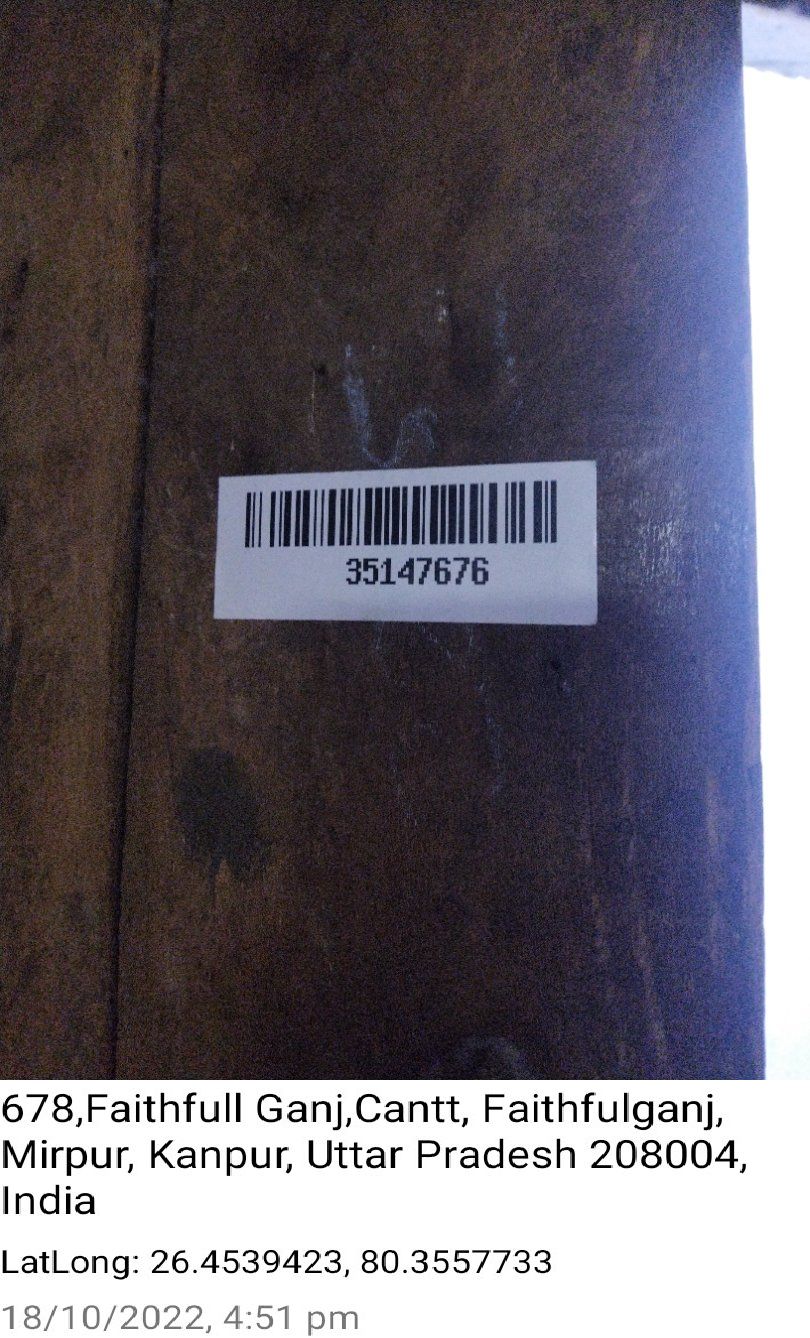 35147676
678,Faithfull Ganj,Cantt, Faithfulganj,
Mirpur, Kanpur, Uttar Pradesh 208004,
India
LatLong: 26.4539423, 80.3557733
18/10/2022, 4:51 pm